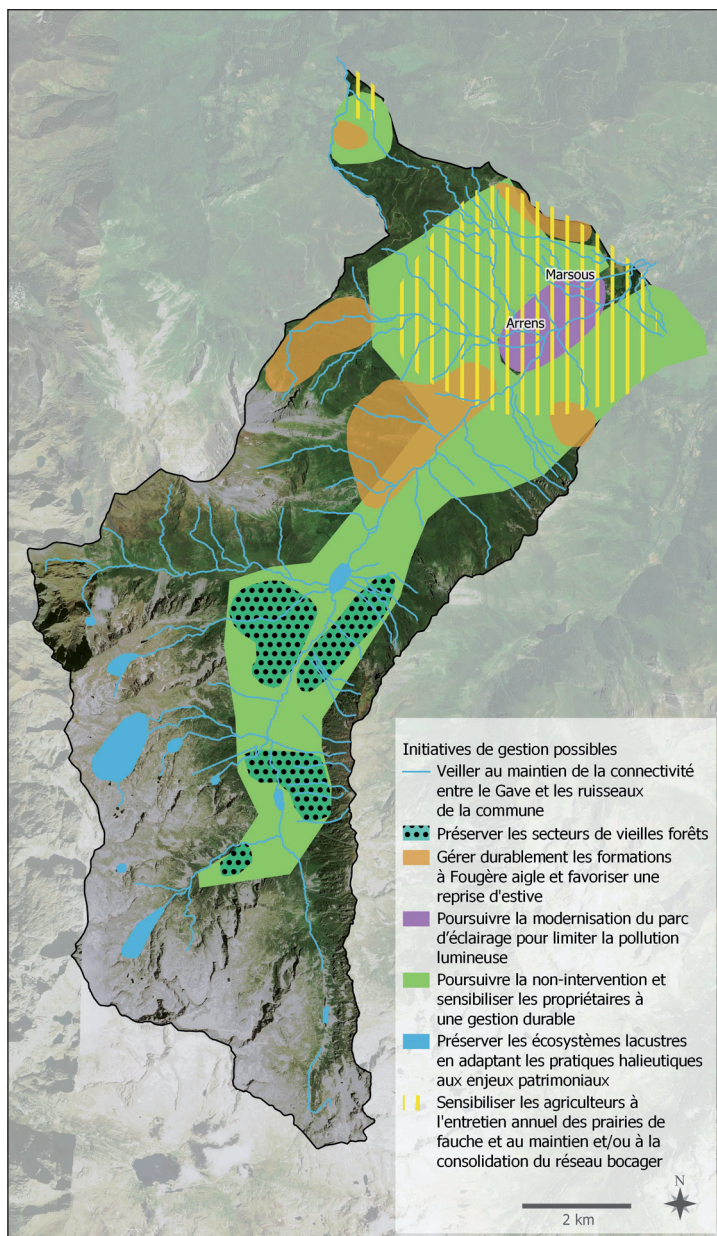 Marsous
Arrens
Initiatives de gestion possibles
Veiller au maintien de la connectivité
entre le Gave et les ruisseaux
de la commune
Préserver les secteurs de vieilles forêts
Gérer durablement les formations
à Fougère aigle et favoriser une
reprise d'estive
Poursuivre la modernisation du parc
d’éclairage pour limiter la pollution
lumineuse
Poursuivre la non-intervention et
sensibiliser les propriétaires à
une gestion durable
Préserver les écosystèmes lacustres
en adaptant les pratiques halieutiques
aux enjeux patrimoniaux
Sensibiliser les agriculteurs à
l'entretien annuel des prairies de
fauche et au maintien et/ou à la
consolidation du réseau bocager
N
2 km